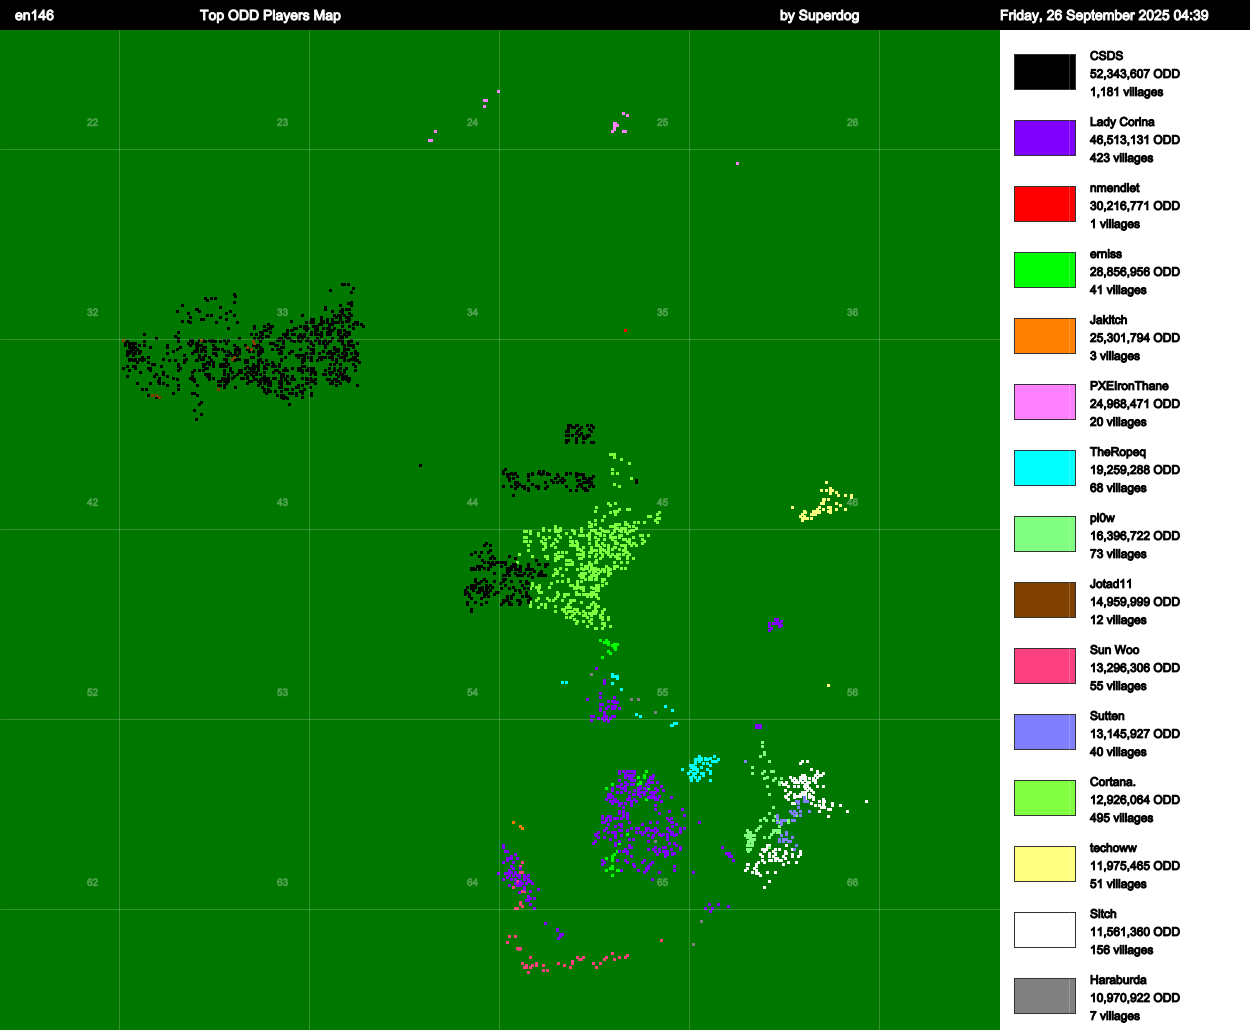 en146 Top ODD Players Map by Superdog Friday, 26 September 2025 04:39
CSDS
52,343,607 ODD
1,181 villages
Lady Corina
46,513,131 ODD
423 villages
nmendiet
30,216,771 ODD
1 villages
emiss
28,856,956 ODD
41 villages
Jakitch
25,301,794 ODD
3 villages
PXEIronThane
24,968,471 ODD
20 villages
TheRopeq
19,259,288 ODD
68 villages
pl0w
16,396,722 ODD
73 villages
Jotad11
14,959,999 ODD
12 villages
Sun Woo
13,296,306 ODD
55 villages
Sutten
13,145,927 ODD
40 villages
Cortana.
12,926,064 ODD
495 villages
techoww
11,975,465 ODD
51 villages
Sitch
11,561,360 ODD
156 villages
Haraburda
10,970,922 ODD
7 villages
22 23 24 25 26
32 33 34 35 36
42 43 44 45 46
52 53 54 55 56
62 63 64 65 66